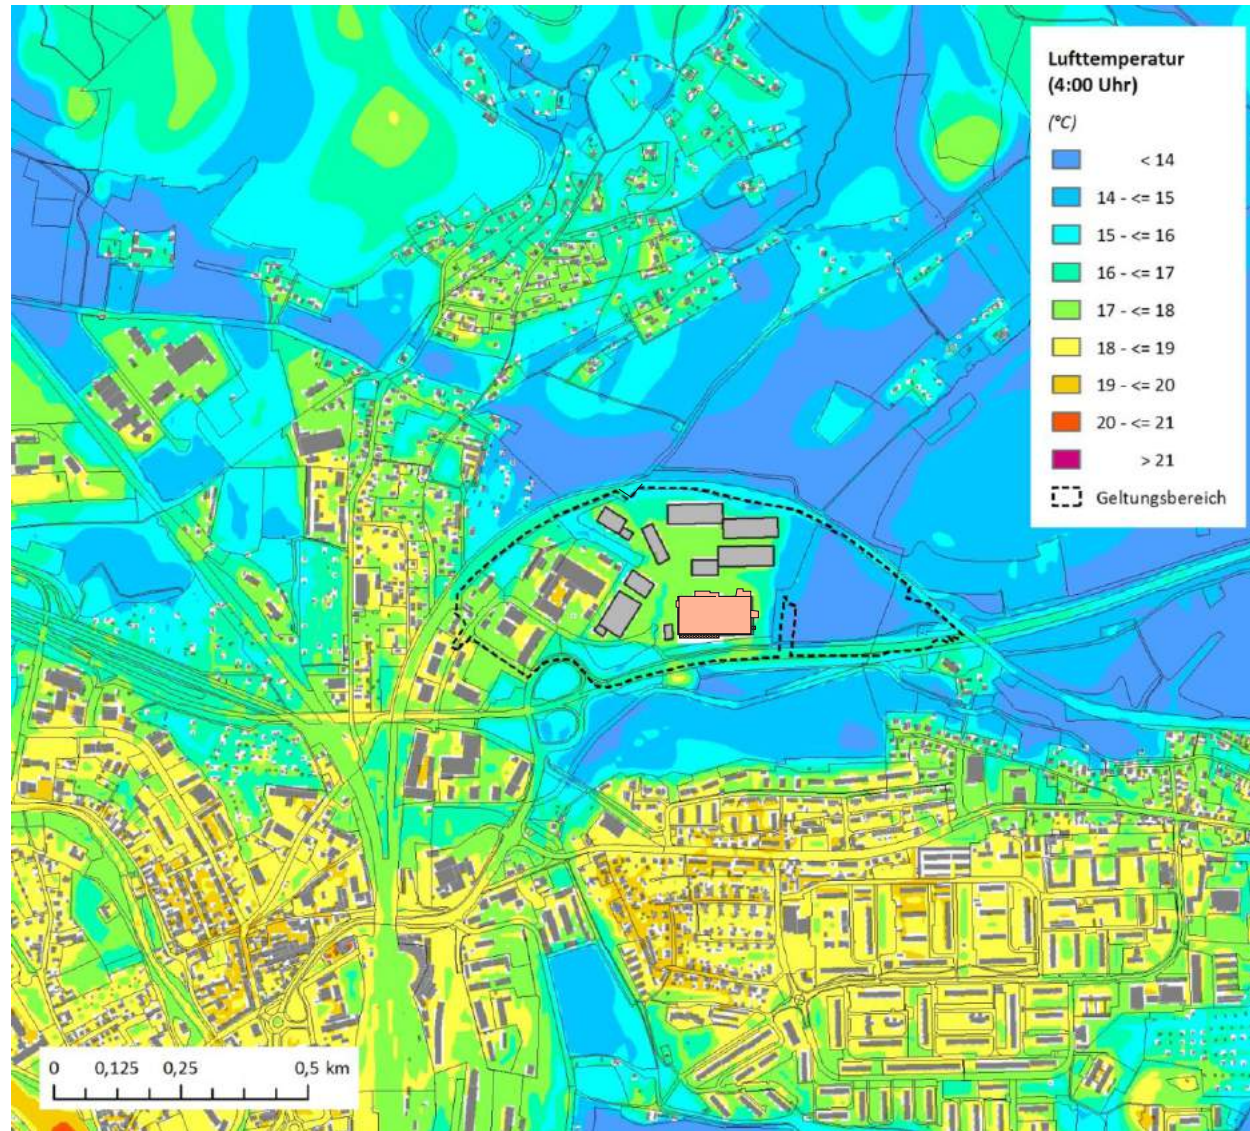 Lufttemperatur
(4:00 Uhr)
(°C)
< 14
14 - <= 15
15 - <= 16
16 - <= 17
17 - <= 18
18 - <= 19
19 - <= 20
20 - <= 21
> 21
Geltungsbereich
0 0,125 0,25 0,5 km